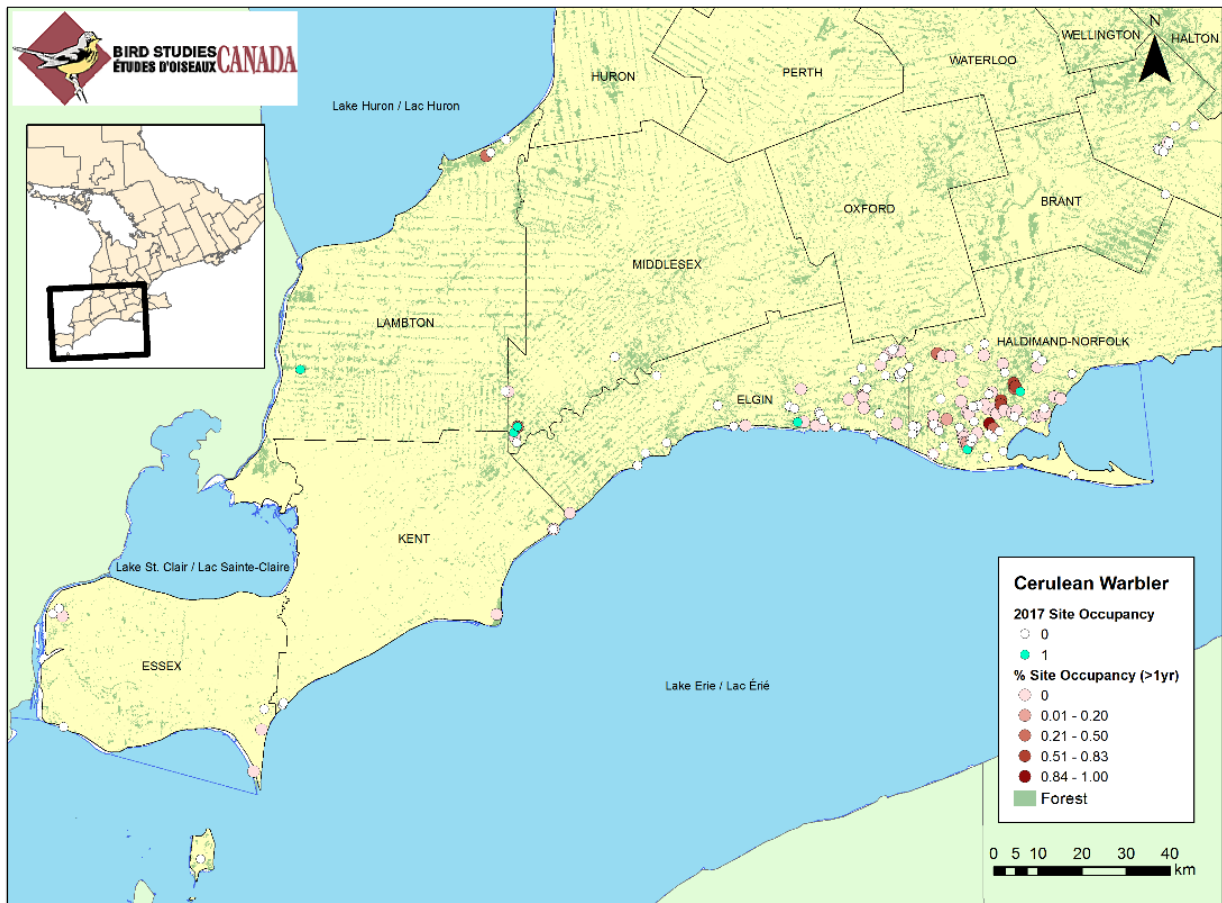 BIRD STUDIES
ÉTUDES D'OISEAUX
CANADA
Lake Huron / Lac Huron
HURON
PERTH
WATERLOO
WELLINGTON
HALTON
N
BRANT
OXFORD
MIDDLESEX
LAMBTON
HALDIMAND-NORFOLK
ELGIN
KENT
Lake St. Clair / Lac Sainte-Claire
ESSEX
Lake Erie / Lac Érié
Cerulean Warbler
2017 Site Occupancy
0
1
% Site Occupancy (>1yr)
0
0.01 - 0.20
0.21 - 0.50
0.51 - 0.83
0.84 - 1.00
Forest
0 5 10 20 30 40
km